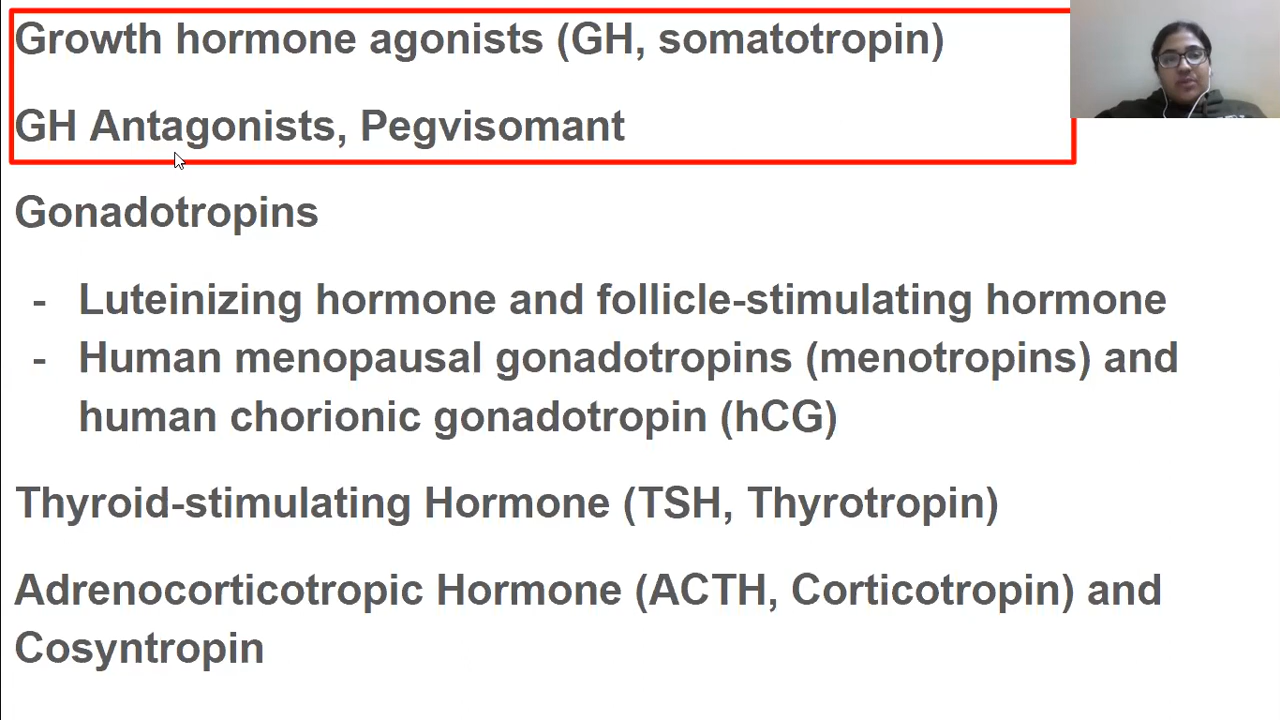 Growth hormone agonists (GH, somatotropin)
GH Antagonists, Pegvisomant
Gonadotropins
- Luteinizing hormone and follicle-stimulating hormone
- Human menopausal gonadotropins (menotropins) and
human chorionic gonadotropin (hCG)
Thyroid-stimulating Hormone (TSH, Thyrotropin)
Adrenocorticotropic Hormone (ACTH, Corticotropin) and
Cosyntropin